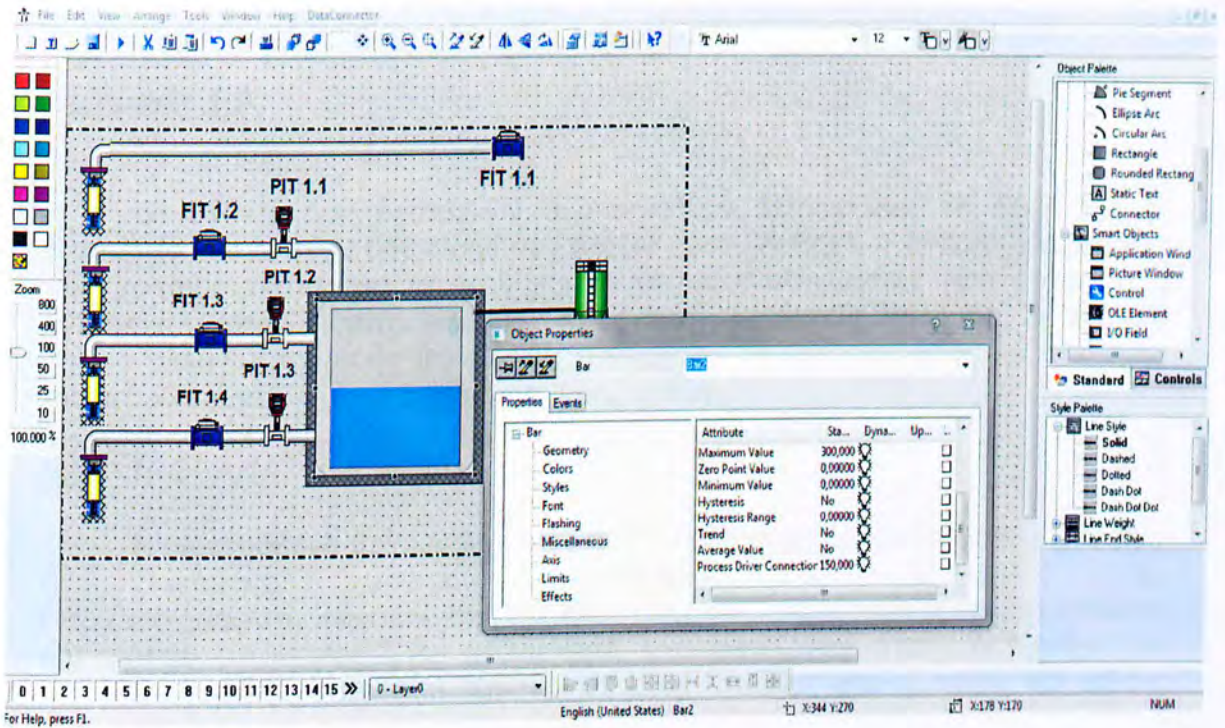 File Edit View Arrange Tools Window Help DataConnector
Arial 12
Zoom
800
400
100
50
25
10
100.000 %
FIT 1.1
PIT 1.1
FIT 1.2
PIT 1.2
FIT 1.3
PIT 1.3
FIT 1.4
Object Properties
Bar Bar2
Properties Events
Bar
Geometry
Colors
Styles
Font
Flashing
Miscellaneous
Axis
Limits
Effects
Attribute Sta... Dyna... Up... ...
Maximum Value 300,000
Zero Point Value 0,00000
Minimum Value 0,00000
Hysteresis No
Hysteresis Range 0,00000
Trend No
Average Value No
Process Driver Connection 150,000
Object Palette
Pie Segment
Ellipse Arc
Circular Arc
Rectangle
Rounded Rectang
Static Text
Connector
Smart Objects
Application Wind
Picture Window
Control
OLE Element
I/O Field
Standard Controls
Style Palette
Line Style
Solid
Dashed
Dotted
Dash Dot
Dash Dot Dot
Line Weight
Line End Style
0 1 2 3 4 5 6 7 8 9 10 11 12 13 14 15 0 - Layer0
For Help, press F1. English (United States) Bar2 X:344 Y:270 X:178 Y:170 NUM